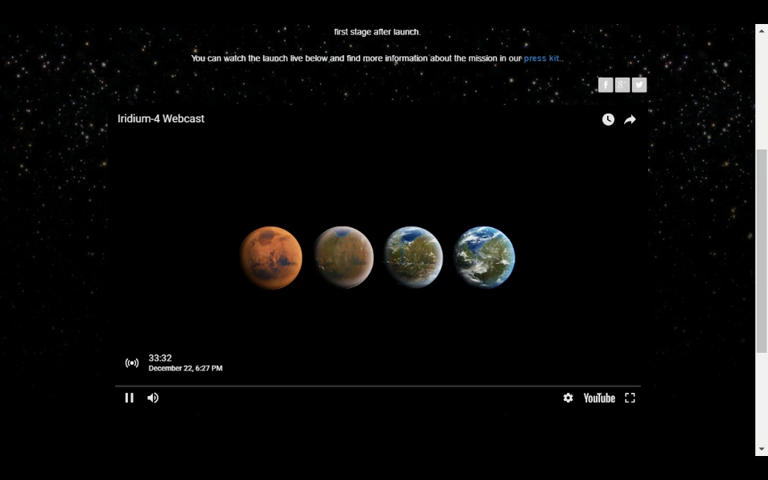 first stage after launch.
You can watch the launch live below and find more information about the mission in our press kit.
Iridium-4 Webcast
33:32
December 22, 6:27 PM
YouTube